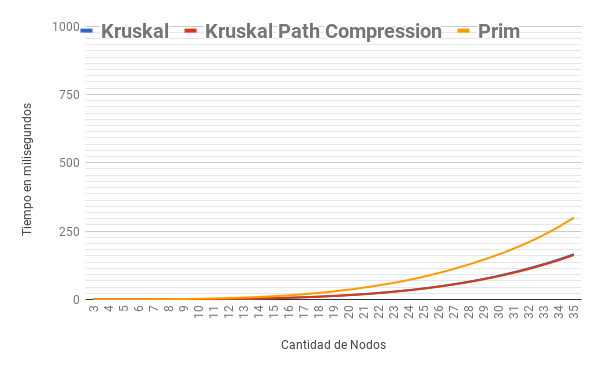 1000
Kruskal Kruskal Path Compression Prim
750
500
250
0
Tiempo en milisegundos
3 4 5 6 7 8 9 10 11 12 13 14 15 16 17 18 19 20 21 22 23 24 25 26 27 28 29 30 31 32 33 34 35
Cantidad de Nodos